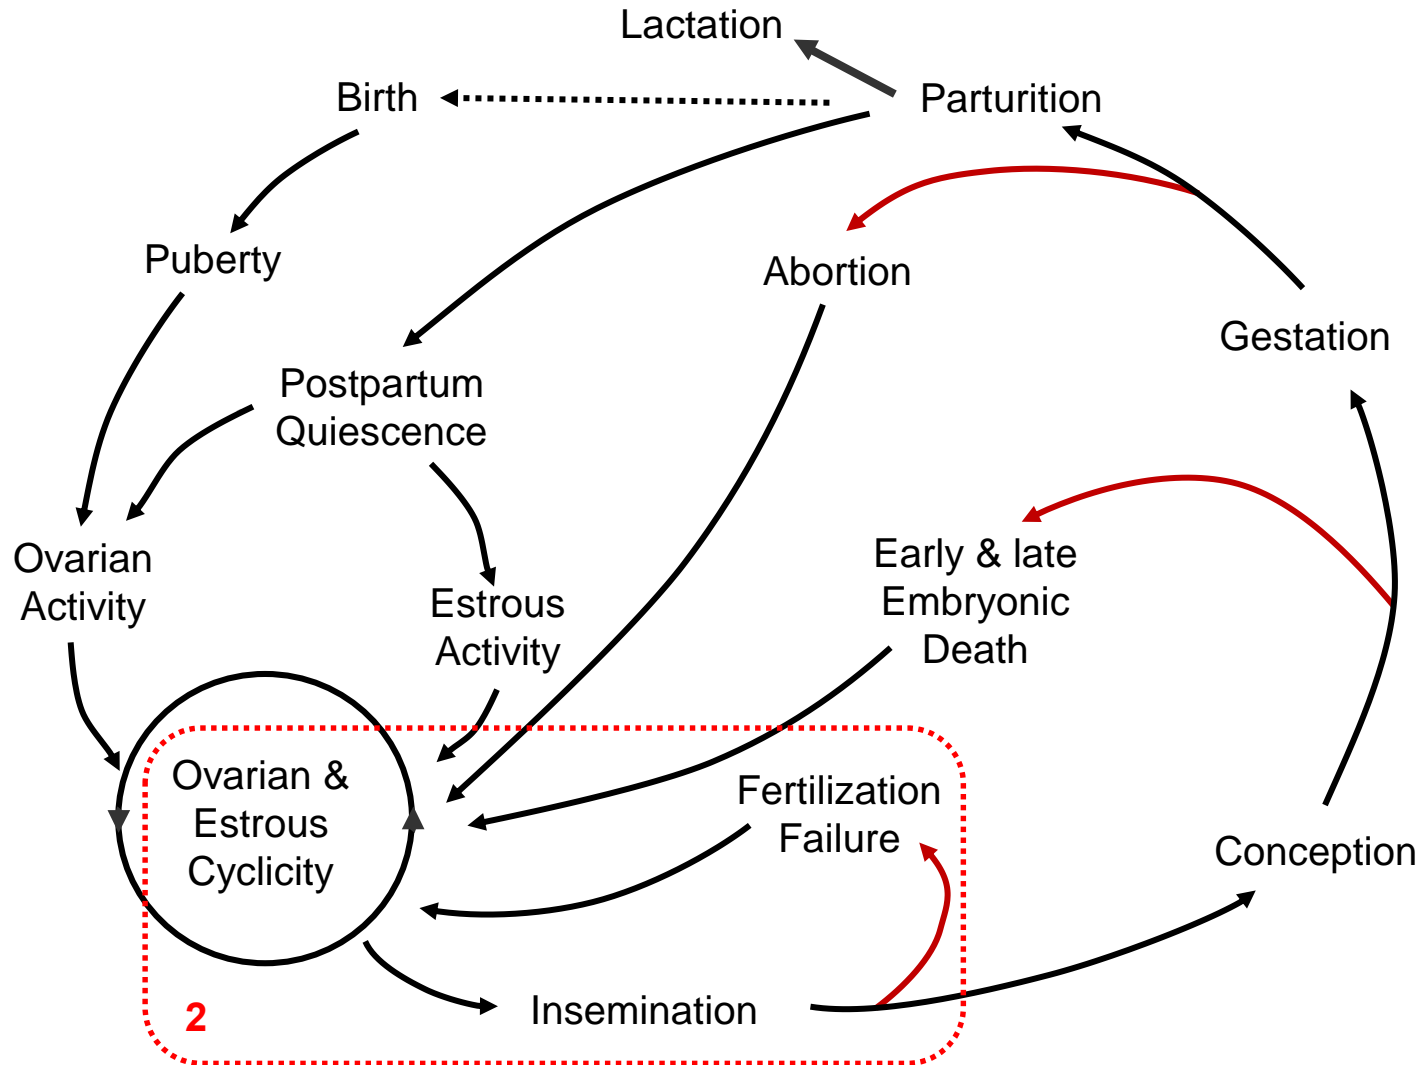 Lactation
Birth
Parturition
Puberty
Abortion
Gestation
Postpartum
Quiescence
Ovarian
Activity
Estrous
Activity
Early & late
Embryonic
Death
Ovarian &
Estrous
Cyclicity
Fertilization
Failure
Conception
Insemination
2